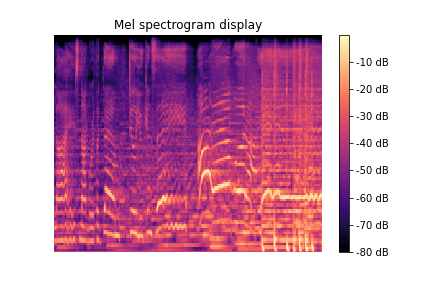 Mel spectrogram display
-10 dB
-20 dB
-30 dB
-40 dB
-50 dB
-60 dB
-70 dB
-80 dB